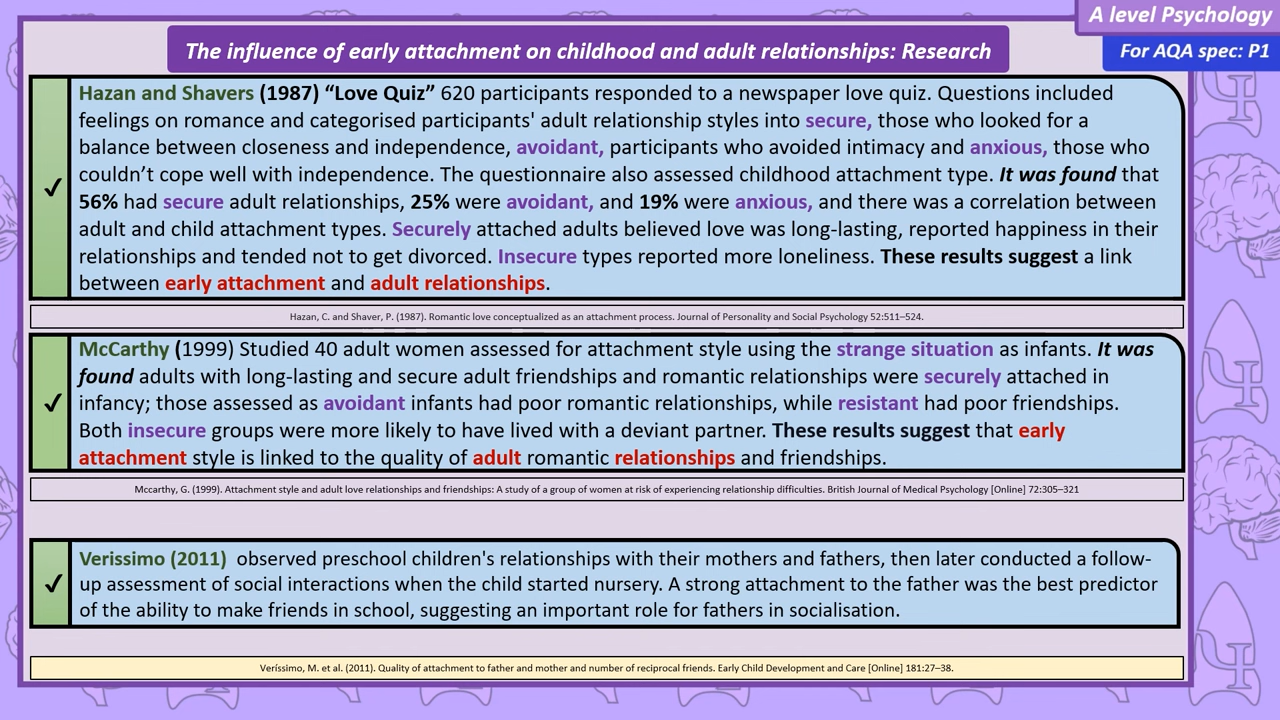 A level Psychology
For AQA spec: P1
The influence of early attachment on childhood and adult relationships: Research
Hazan and Shavers (1987) “Love Quiz” 620 participants responded to a newspaper love quiz. Questions included
feelings on romance and categorised participants' adult relationship styles into secure, those who looked for a
balance between closeness and independence, avoidant, participants who avoided intimacy and anxious, those who
couldn’t cope well with independence. The questionnaire also assessed childhood attachment type. It was found that
56% had secure adult relationships, 25% were avoidant, and 19% were anxious, and there was a correlation between
adult and child attachment types. Securely attached adults believed love was long-lasting, reported happiness in their
relationships and tended not to get divorced. Insecure types reported more loneliness. These results suggest a link
between early attachment and adult relationships.
Hazan, C. and Shaver, P. (1987). Romantic love conceptualized as an attachment process. Journal of Personality and Social Psychology 52:511–524.
McCarthy (1999) Studied 40 adult women assessed for attachment style using the strange situation as infants. It was
found adults with long-lasting and secure adult friendships and romantic relationships were securely attached in
infancy; those assessed as avoidant infants had poor romantic relationships, while resistant had poor friendships.
Both insecure groups were more likely to have lived with a deviant partner. These results suggest that early
attachment style is linked to the quality of adult romantic relationships and friendships.
Mccarthy, G. (1999). Attachment style and adult love relationships and friendships: A study of a group of women at risk of experiencing relationship difficulties. British Journal of Medical Psychology [Online] 72:305–321
Verissimo (2011) observed preschool children's relationships with their mothers and fathers, then later conducted a follow-
up assessment of social interactions when the child started nursery. A strong attachment to the father was the best predictor
of the ability to make friends in school, suggesting an important role for fathers in socialisation.
Veríssimo, M. et al. (2011). Quality of attachment to father and mother and number of reciprocal friends. Early Child Development and Care [Online] 181:27–38.